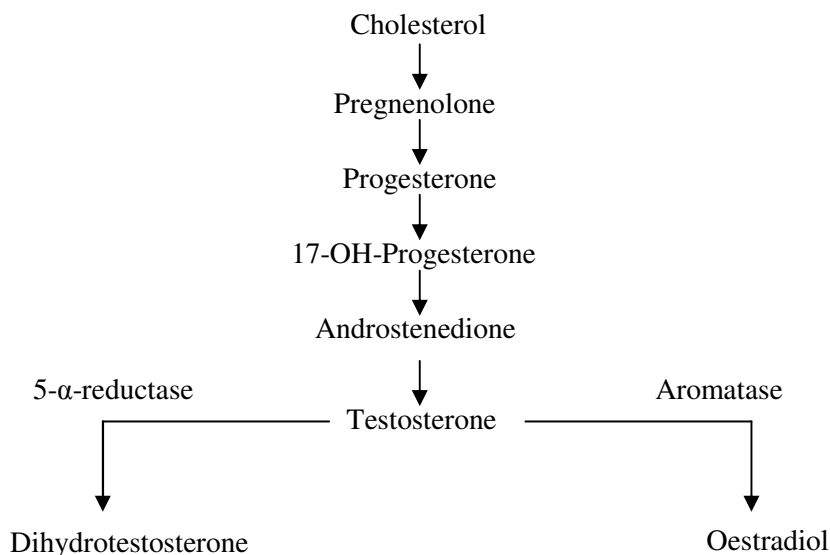 Cholesterol
Pregnenolone
Progesterone
17-OH-Progesterone
Androstenedione
5-α-reductase
Aromatase
Testosterone
Dihydrotestosterone
Oestradiol